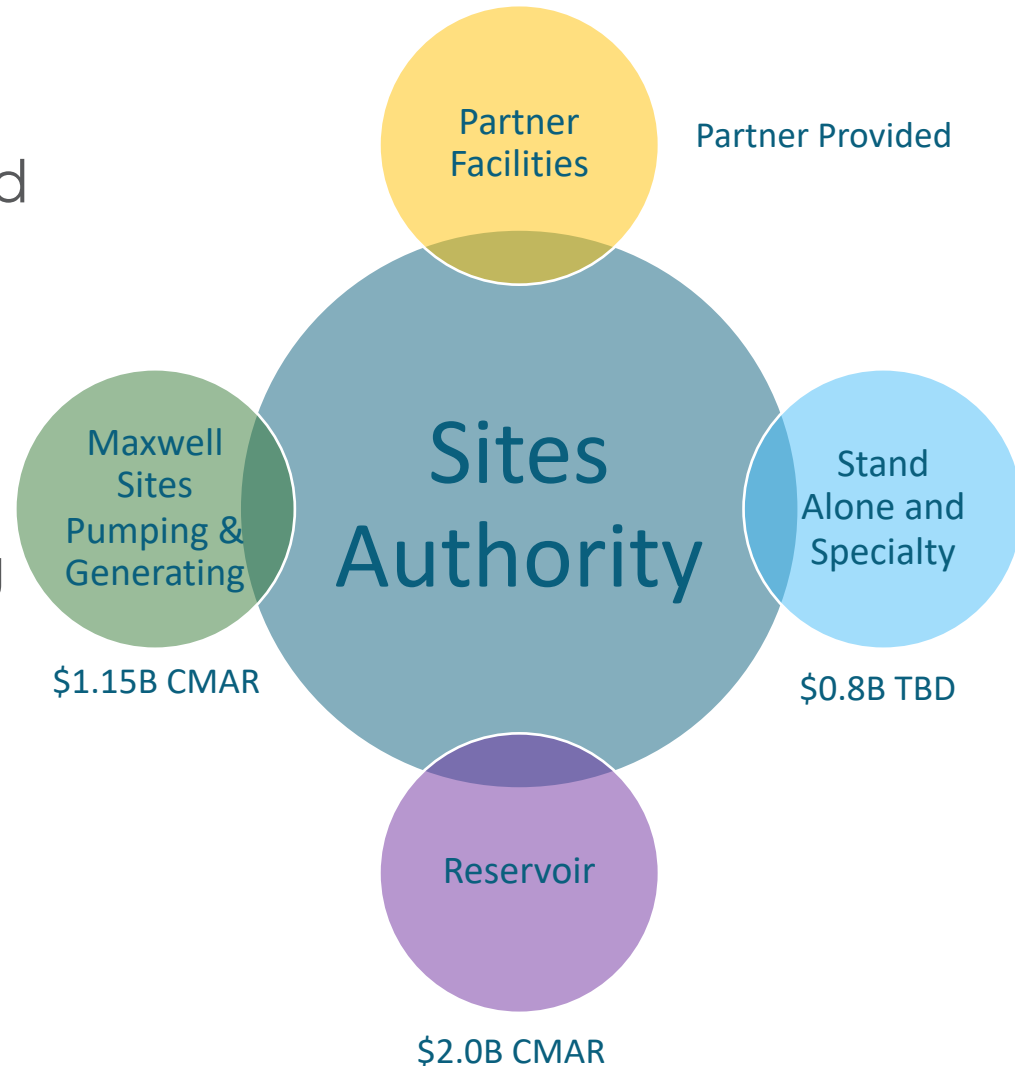 Partner
Facilities
Partner Provided
Maxwell
Sites
Pumping &
Generating
$1.15B CMAR
Sites
Authority
Stand
Alone and
Specialty
$0.8B TBD
Reservoir
$2.0B CMAR